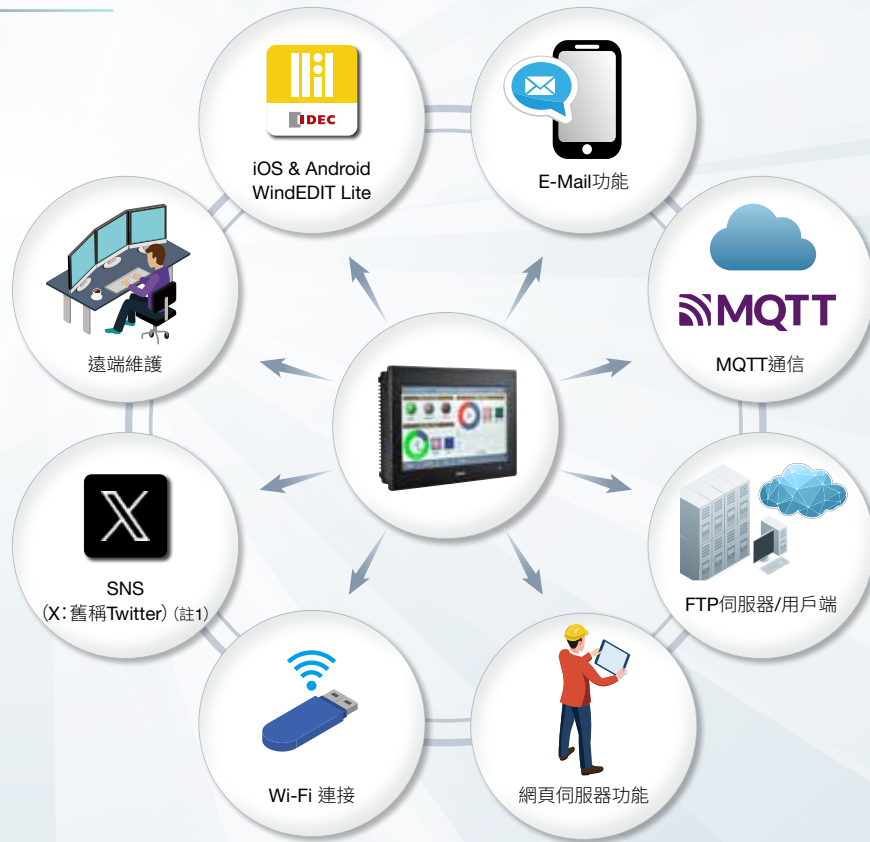 IDEC
iOS & Android
WindEDIT Lite
E-Mail功能
遠端維護
MQTT
MQTT通信
SNS
(X：舊稱Twitter) (註1)
FTP伺服器/用戶端
Wi-Fi 連接
網頁伺服器功能